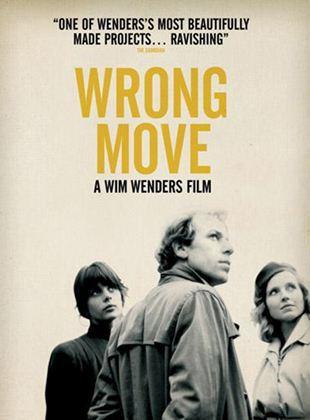 “ONE OF WENDERS’S MOST BEAUTIFULLY
MADE PROJECTS… RAVISHING”
THE GUARDIAN
WRONG
MOVE
A WIM WENDERS FILM